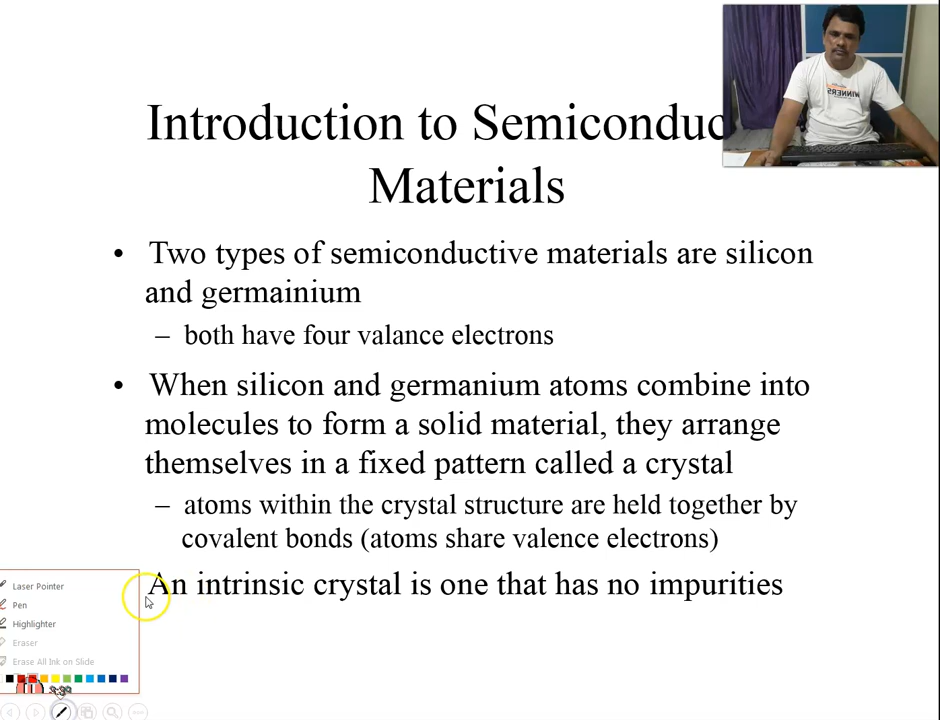 Introduction to Semiconduc
Materials
• Two types of semiconductive materials are silicon
and germainium
– both have four valance electrons
• When silicon and germanium atoms combine into
molecules to form a solid material, they arrange
themselves in a fixed pattern called a crystal
– atoms within the crystal structure are held together by
covalent bonds (atoms share valence electrons)
An intrinsic crystal is one that has no impurities
Laser Pointer
Pen
Highlighter
Eraser
Erase All Ink on Slide
WINNERS